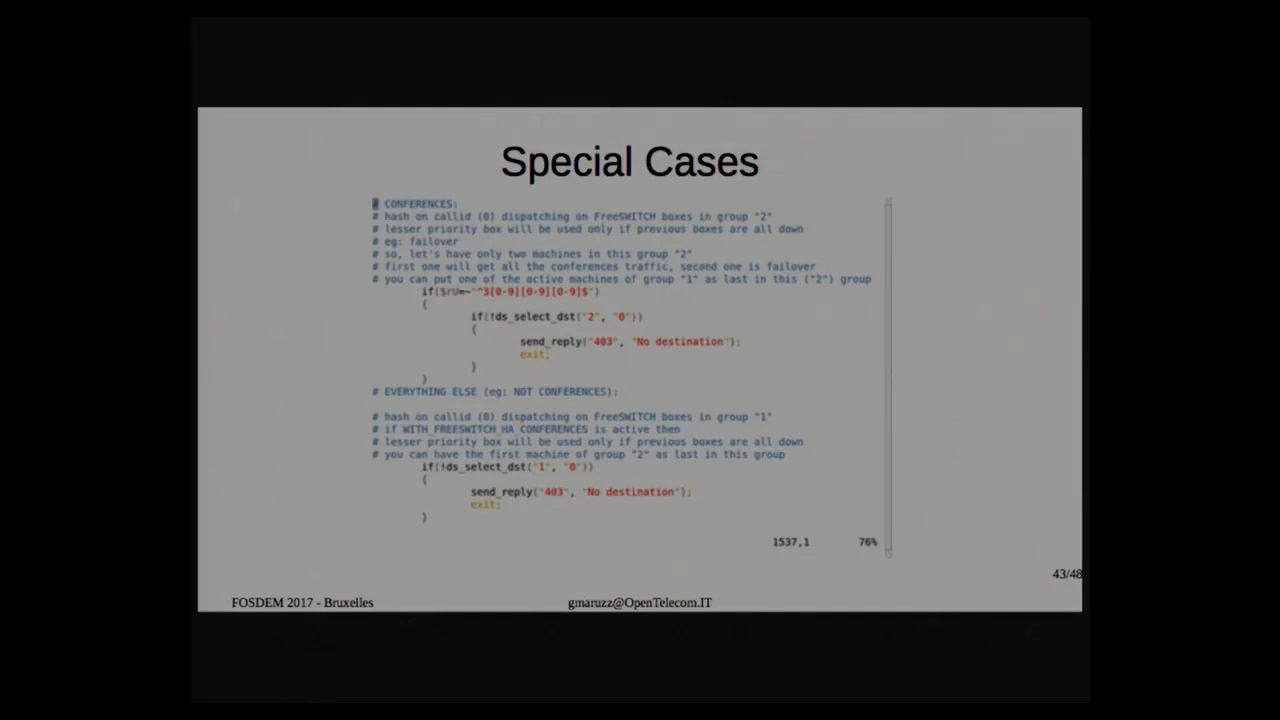 Special Cases
# CONFERENCES:
# hash on callid (0) dispatching on FreeSWITCH boxes in group "2"
# lesser priority box will be used only if previous boxes are all down
# eg: failover
# so, let's have only two machines in this group "2"
# first one will get all the conferences traffic, second one is failover
# you can put one of the active machines of group "1" as last in this ("2") group
if($rU=~"^3[0-9][0-9][0-9]$")
{
if(!ds_select_dst("2", "0"))
{
send_reply("403", "No destination");
exit;
}
}
# EVERYTHING ELSE (eg: NOT CONFERENCES):
# hash on callid (0) dispatching on FreeSWITCH boxes in group "1"
# if WITH_FREESWITCH_HA_CONFERENCES is active then
# lesser priority box will be used only if previous boxes are all down
# you can have the first machine of group "2" as last in this group
if(!ds_select_dst("1", "0"))
{
send_reply("403", "No destination");
exit;
}
1537,1 76%
43/48
FOSDEM 2017 - Bruxelles gmaruzz@OpenTelecom.IT